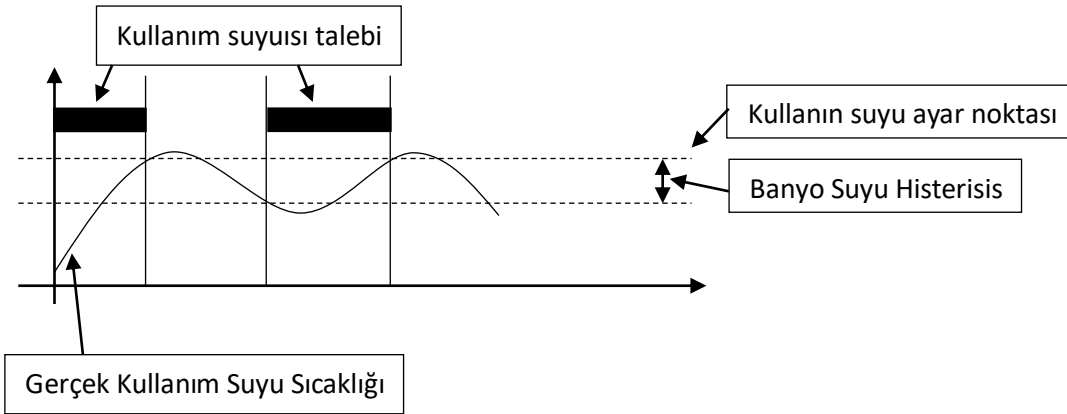 Kullanım suyuısı talebi
Kullanın suyu ayar noktası
Banyo Suyu Histerisis
Gerçek Kullanım Suyu Sıcaklığı